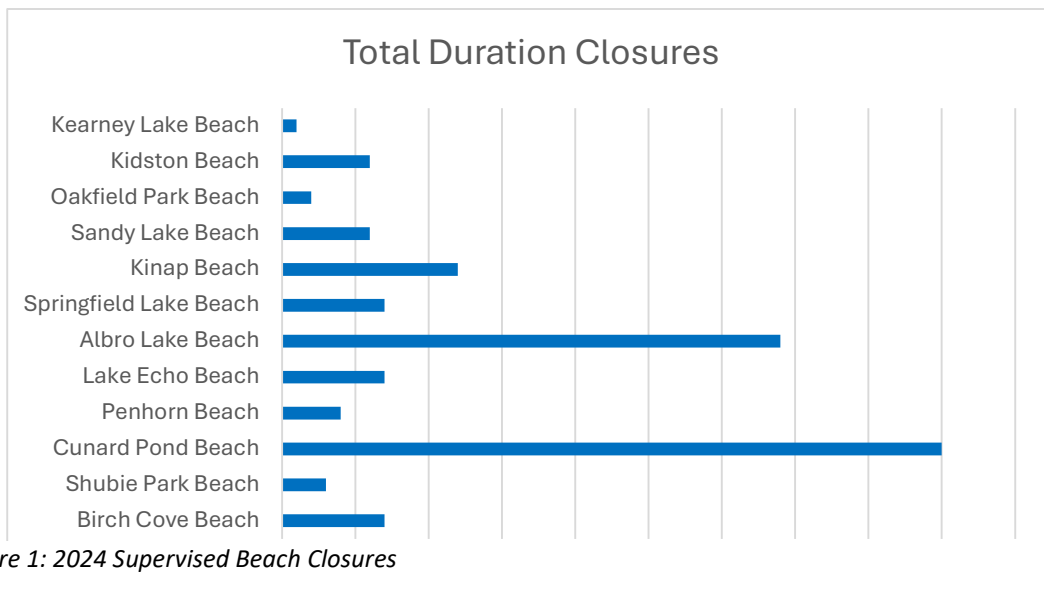 Total Duration Closures
Kearney Lake Beach
Kidston Beach
Oakfield Park Beach
Sandy Lake Beach
Kinap Beach
Springfield Lake Beach
Albro Lake Beach
Lake Echo Beach
Penhorn Beach
Cunard Pond Beach
Shubie Park Beach
Birch Cove Beach
re 1: 2024 Supervised Beach Closures